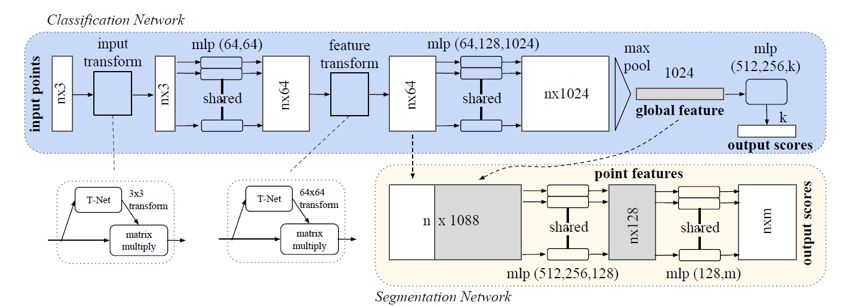 Classification Network
input points
nx3
input
transform
nx3
mlp (64,64)
shared
nx64
feature
transform
nx64
mlp (64,128,1024)
shared
nx1024
max
pool
1024
global feature
mlp
(512,256,k)
k
output scores
T-Net
3x3
transform
matrix
multiply
T-Net
64x64
transform
matrix
multiply
n x 1088
shared
mlp (512,256,128)
point features
nx128
shared
mlp (128,m)
nxm
output scores
Segmentation Network